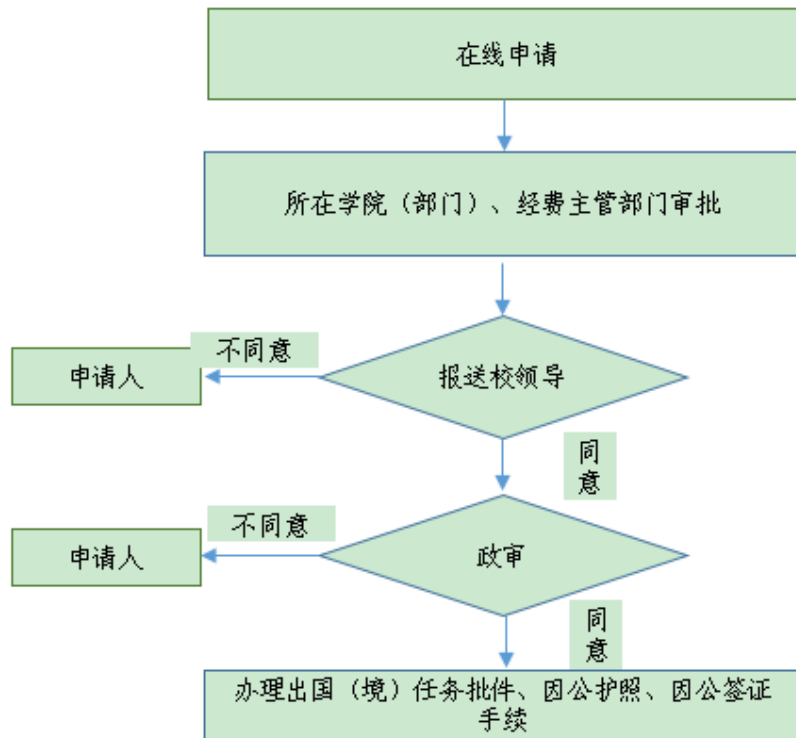 在线申请
所在学院（部门）、经费主管部门审批
不同意
申请人
报送校领导
同
意
不同意
申请人
政审
同
意
办理出国（境）任务批件、因公护照、因公签证
手续